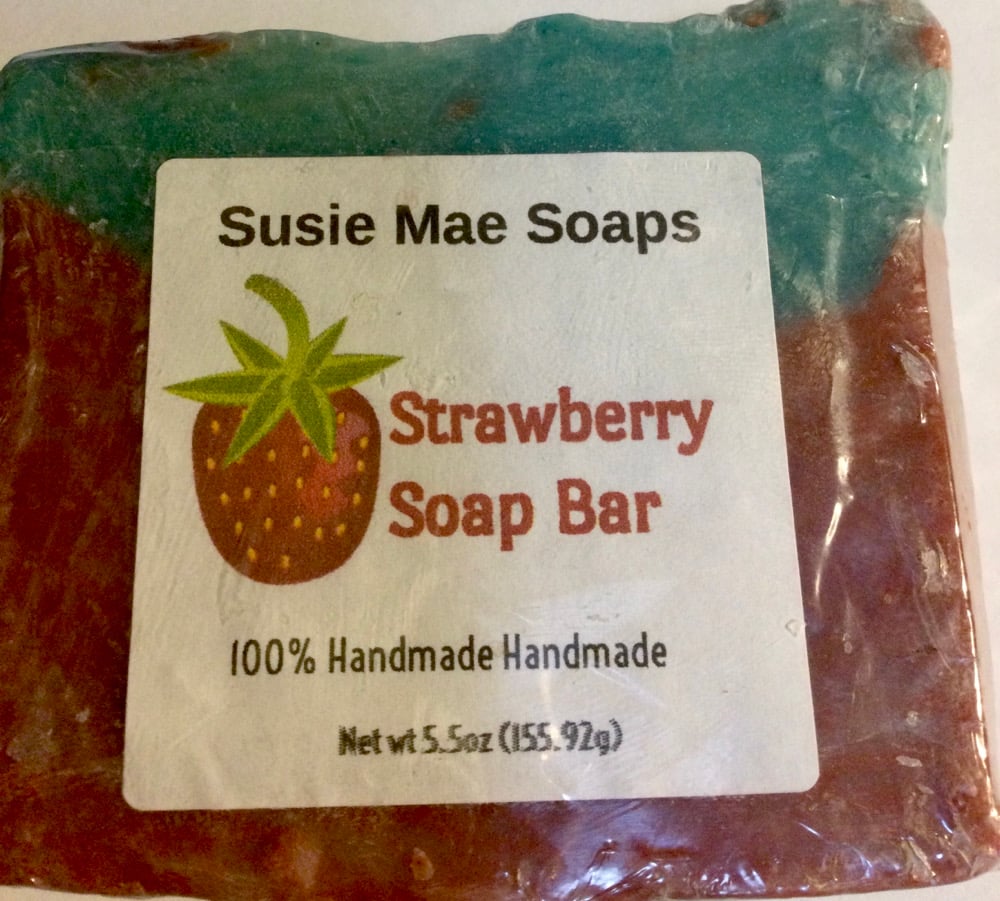 Susie Mae Soaps
Strawberry
Soap Bar
100% Handmade Handmade
Net wt 5.5oz (155.92g)